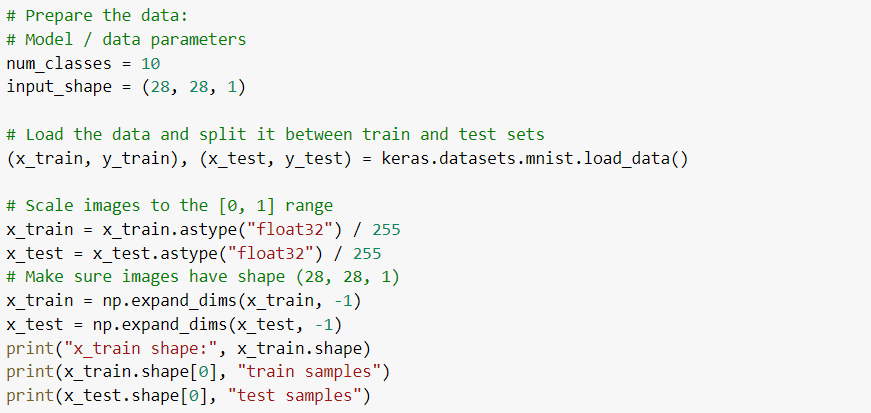 # Prepare the data:
# Model / data parameters
num_classes = 10
input_shape = (28, 28, 1)
# Load the data and split it between train and test sets
(x_train, y_train), (x_test, y_test) = keras.datasets.mnist.load_data()
# Scale images to the [0, 1] range
x_train = x_train.astype("float32") / 255
x_test = x_test.astype("float32") / 255
# Make sure images have shape (28, 28, 1)
x_train = np.expand_dims(x_train, -1)
x_test = np.expand_dims(x_test, -1)
print("x_train shape:", x_train.shape)
print(x_train.shape[0], "train samples")
print(x_test.shape[0], "test samples")